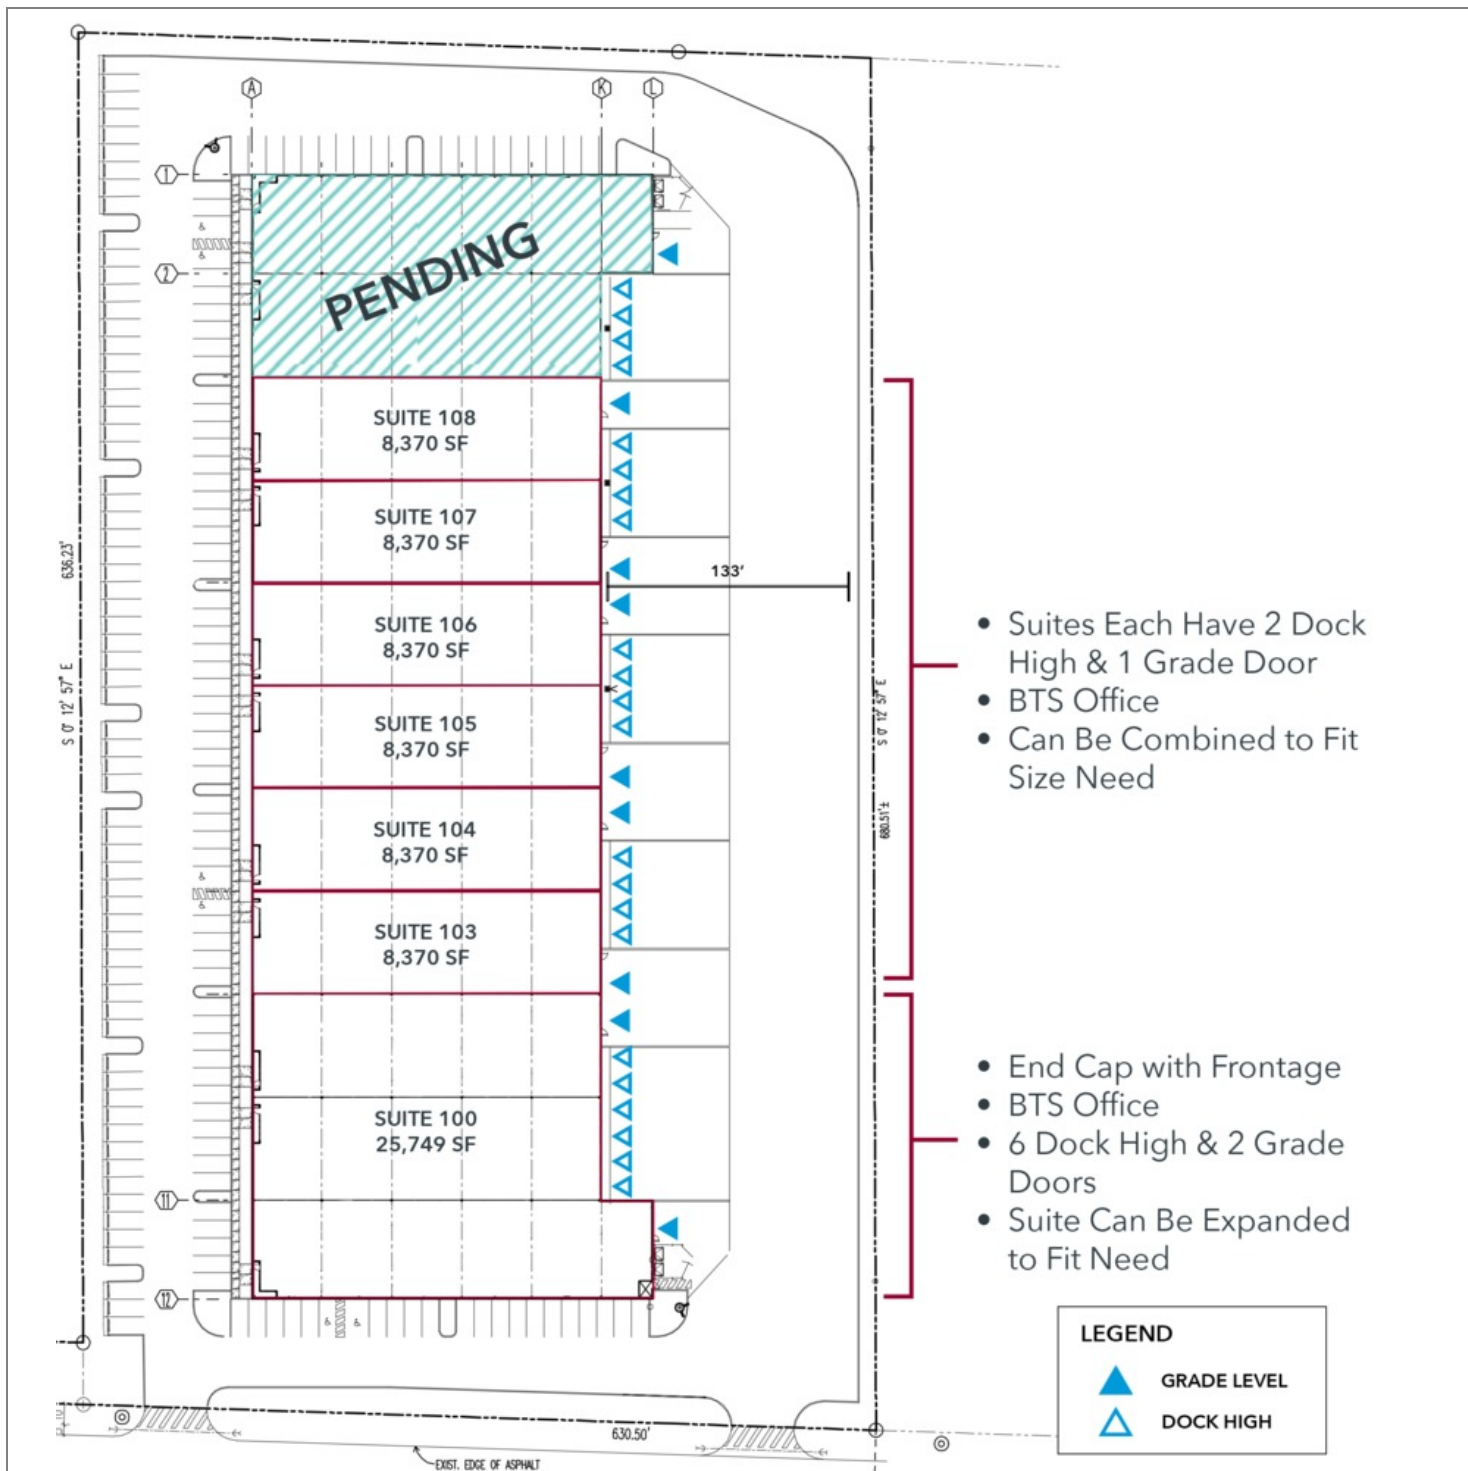 A
K
L
1
2
PENDING
SUITE 108
8,370 SF
SUITE 107
8,370 SF
133'
SUITE 106
8,370 SF
SUITE 105
8,370 SF
SUITE 104
8,370 SF
SUITE 103
8,370 SF
SUITE 100
25,749 SF
11
12
636.23'
S 0° 12' 57" E
S 0° 12' 57" E
680.51'±
630.50'
EXIST. EDGE OF ASPHALT
• Suites Each Have 2 Dock
High & 1 Grade Door
• BTS Office
• Can Be Combined to Fit
Size Need
• End Cap with Frontage
• BTS Office
• 6 Dock High & 2 Grade
Doors
• Suite Can Be Expanded
to Fit Need
LEGEND
GRADE LEVEL
DOCK HIGH